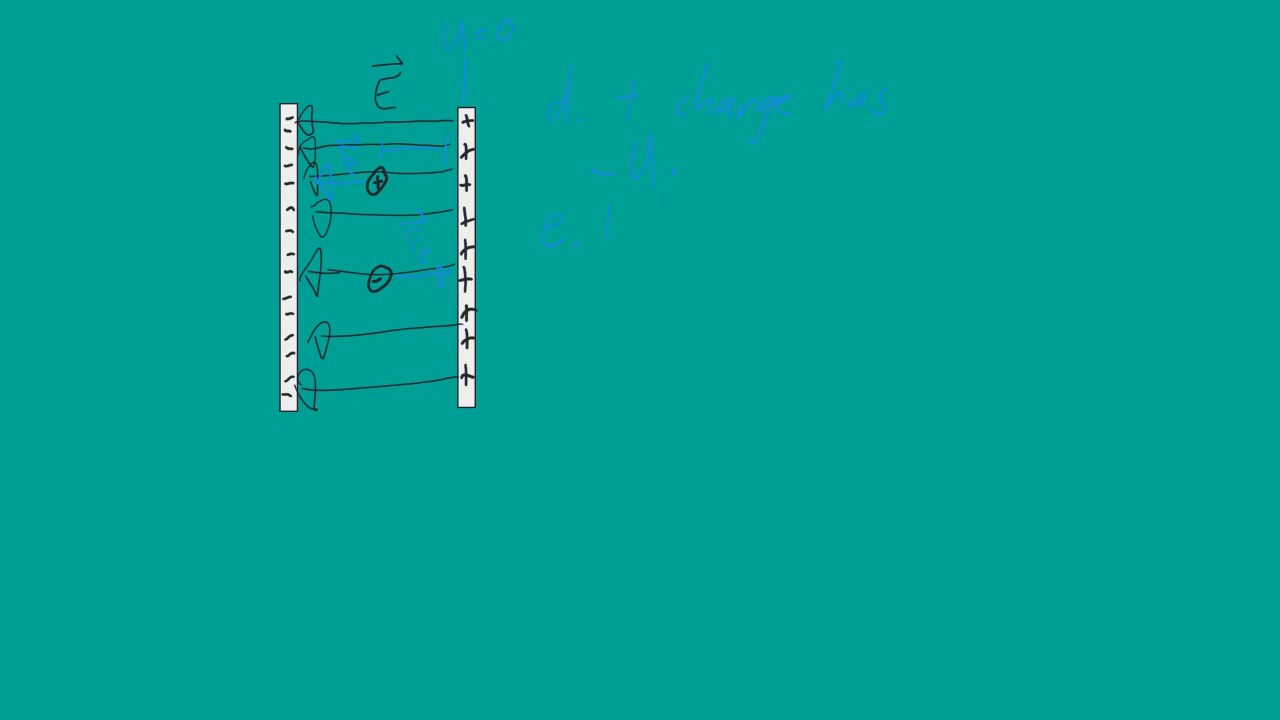 U=0
E
d. + charge has
- U.
e. 1